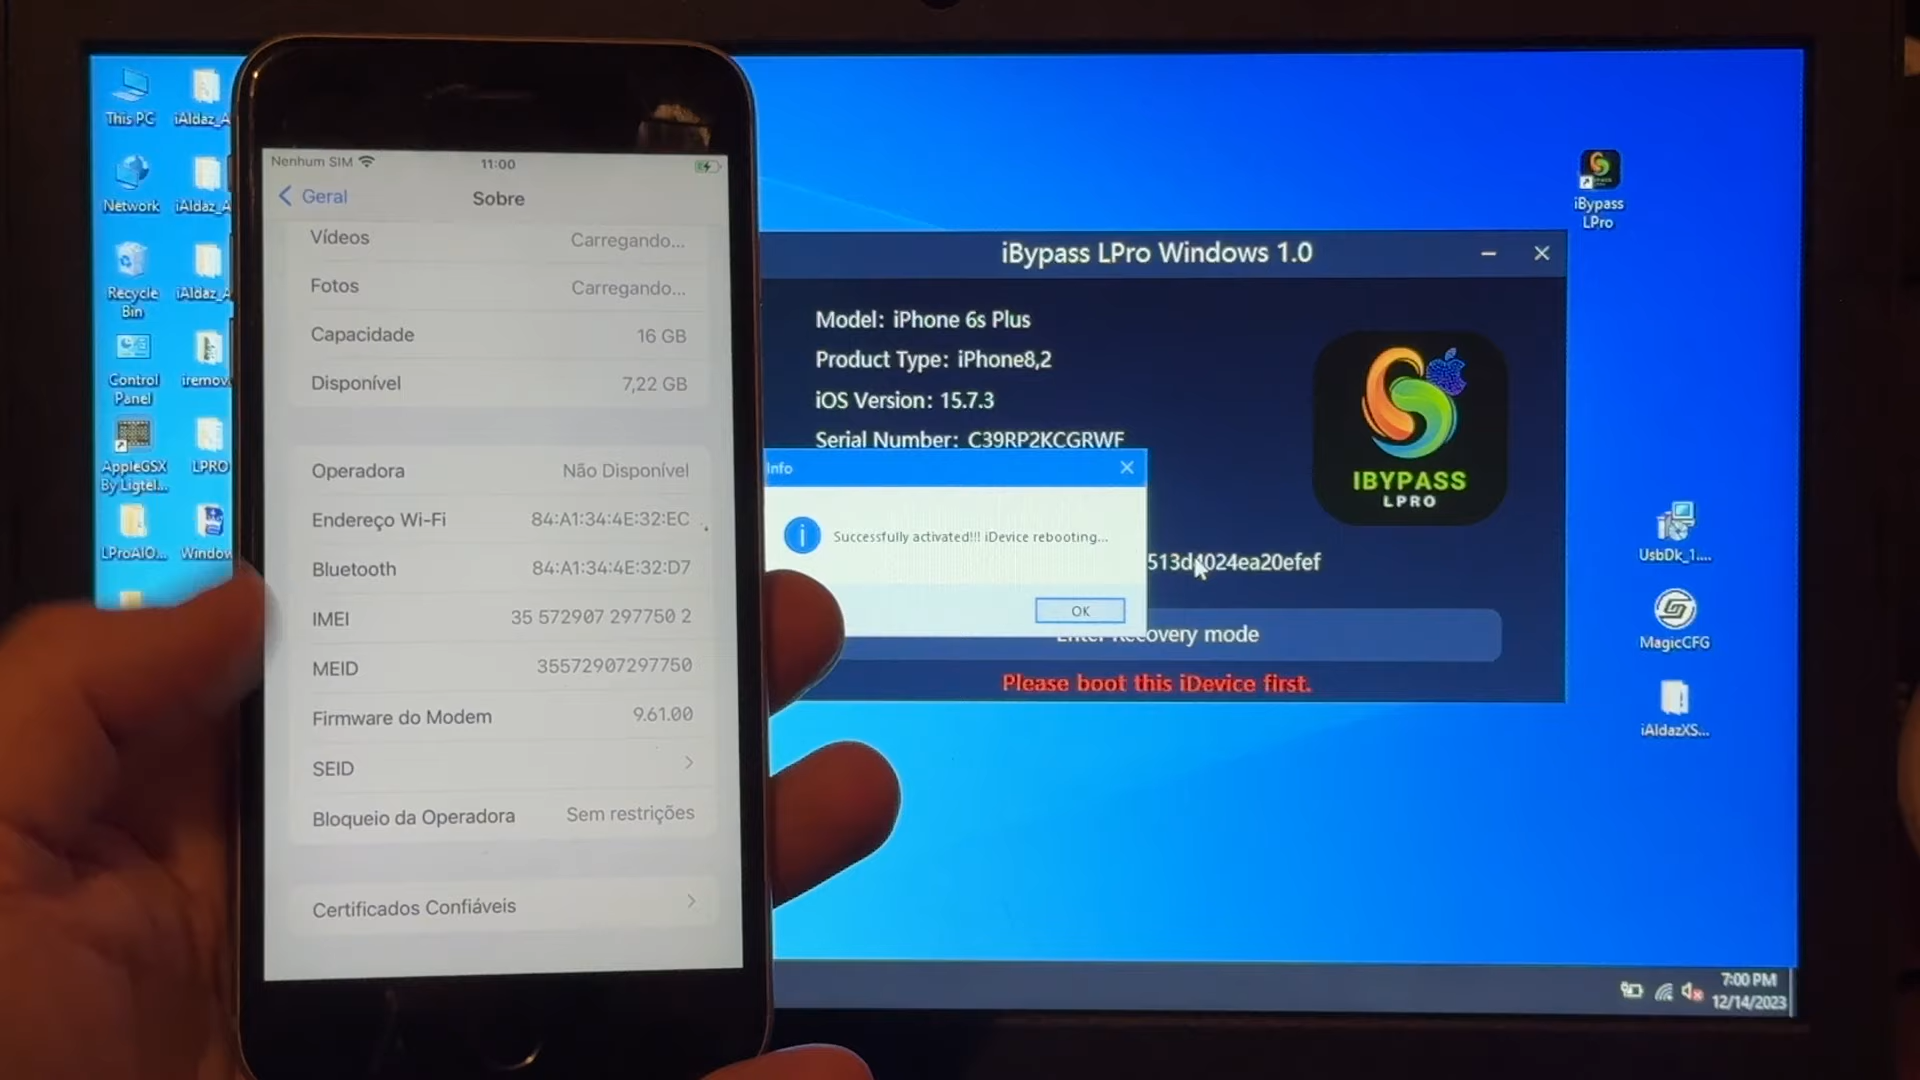 This PC
iAldaz_A
Network
iAldaz_A
Recycle
Bin
iAldaz_A
Control
Panel
iremov
AppleGSX
By Ligtel...
LPRO
LProAIO...
Window
Nenhum SIM
11:00
Geral
Sobre
Vídeos
Carregando...
Fotos
Carregando...
Capacidade
16 GB
Disponível
7,22 GB
Operadora
Não Disponível
Endereço Wi-Fi
84:A1:34:4E:32:EC
Bluetooth
84:A1:34:4E:32:D7
IMEI
35 572907 297750 2
MEID
35572907297750
Firmware do Modem
9.61.00
SEID
Bloqueio da Operadora
Sem restrições
Certificados Confiáveis
iBypass LPro Windows 1.0
Model: iPhone 6s Plus
Product Type: iPhone8,2
iOS Version: 15.7.3
Serial Number: C39RP2KCGRWF
IBYPASS
LPRO
Info
Successfully activated!!! iDevice rebooting...
OK
513d4024ea20efef
Enter Recovery mode
Please boot this iDevice first.
iBypass
LPro
UsbDk_1....
MagicCFG
iAldazXS...
7:00 PM
12/14/2023